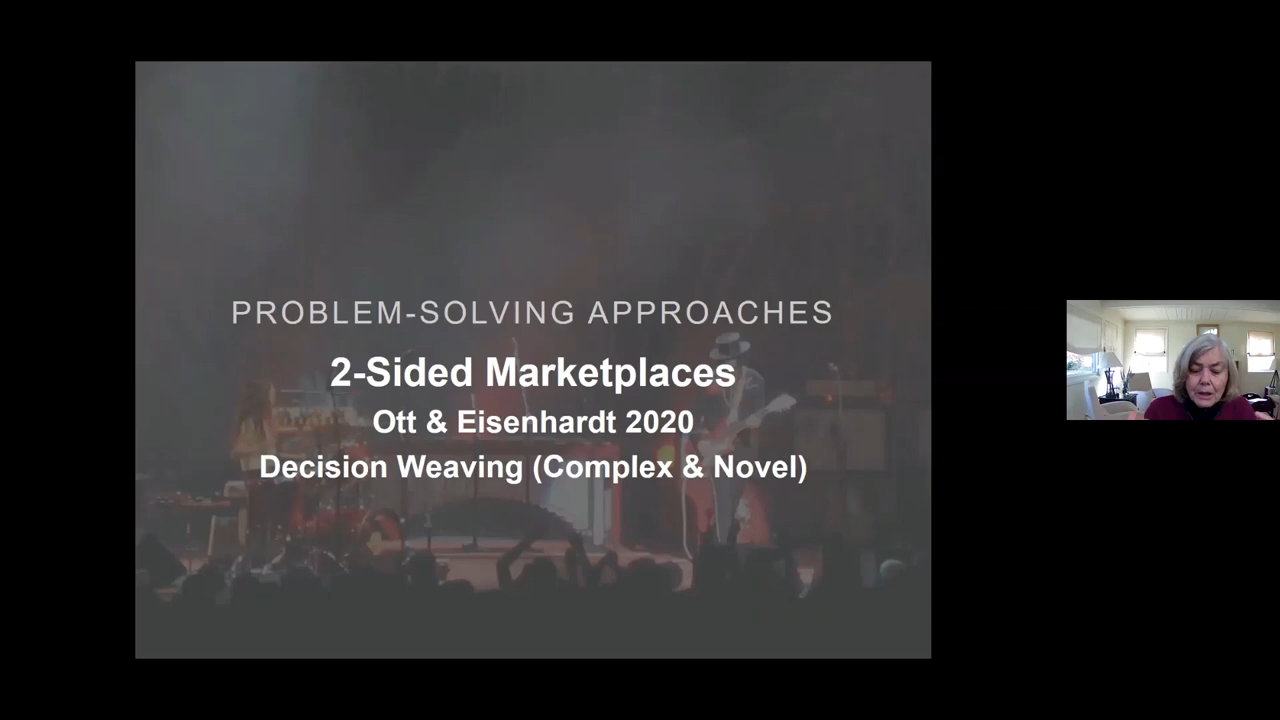 PROBLEM-SOLVING APPROACHES
2-Sided Marketplaces
Ott & Eisenhardt 2020
Decision Weaving (Complex & Novel)